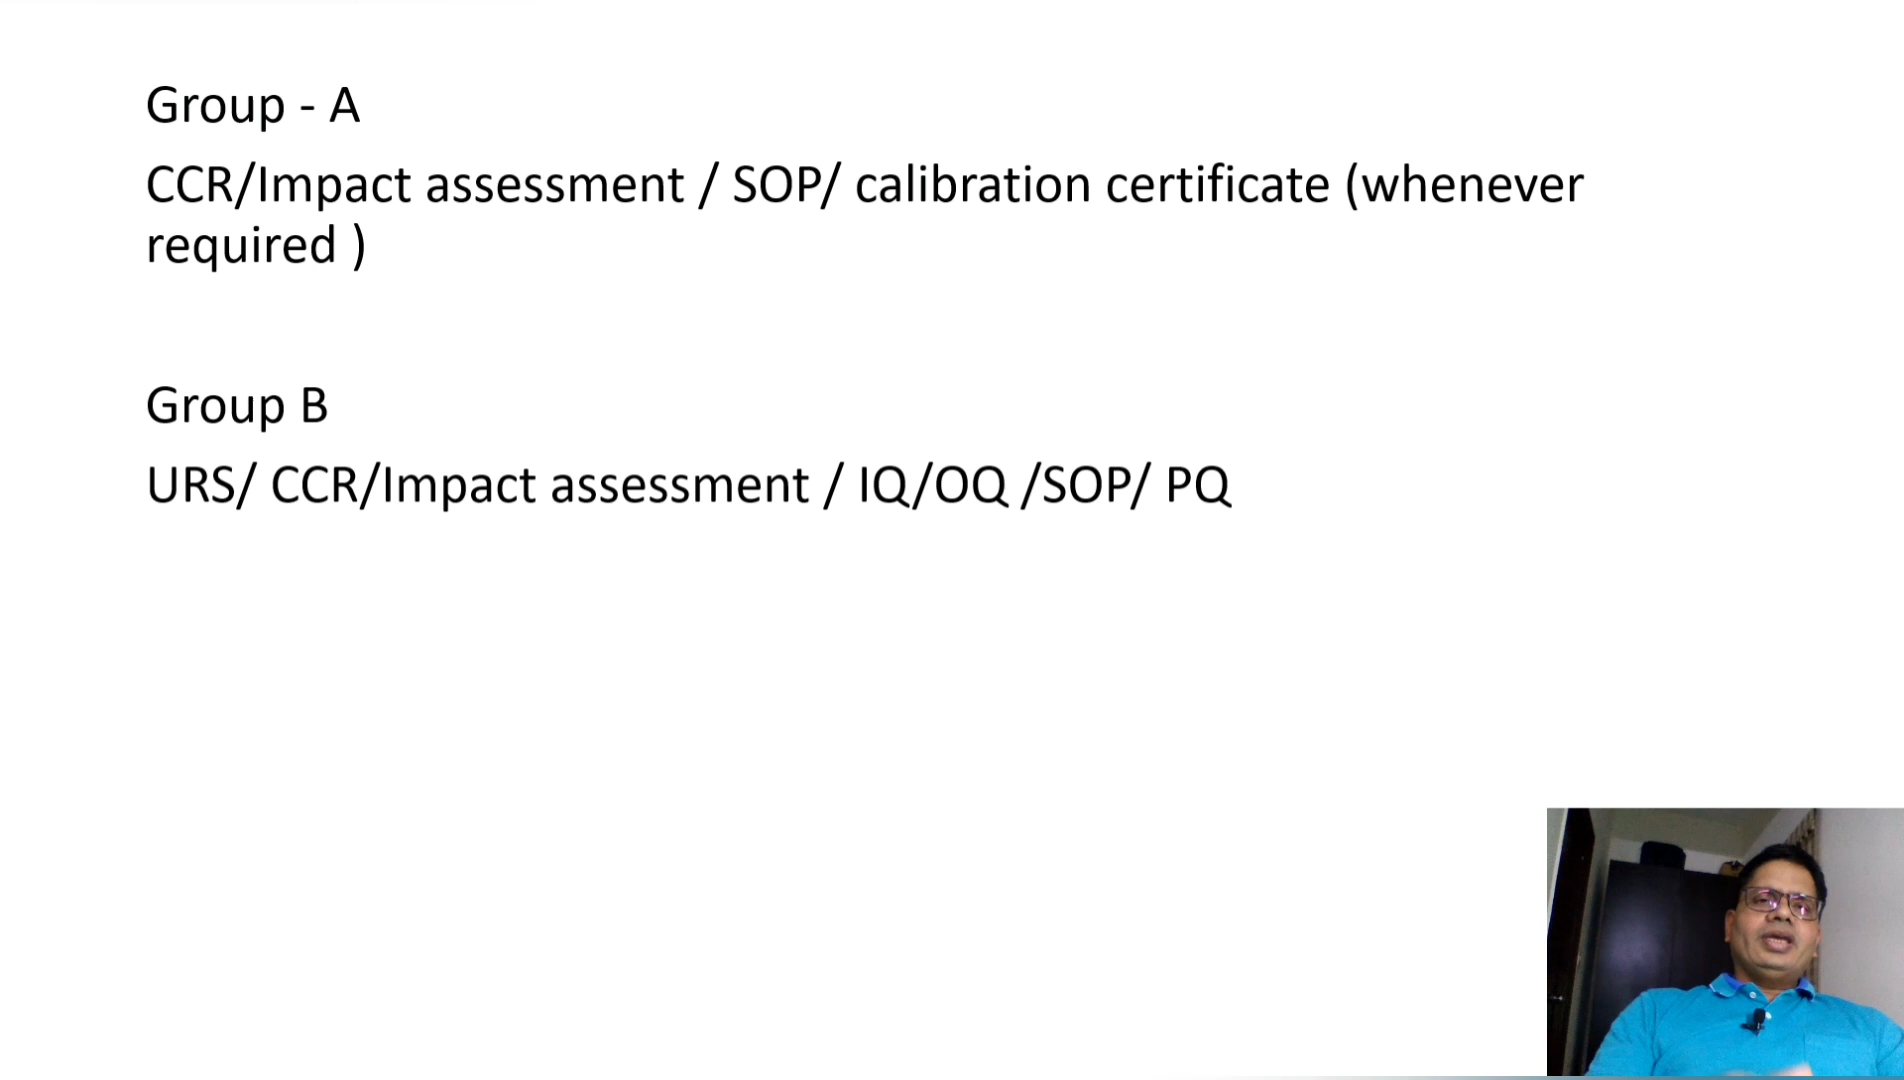 Group - A
CCR/Impact assessment / SOP/ calibration certificate (whenever
required )
Group B
URS/ CCR/Impact assessment / IQ/OQ /SOP/ PQ